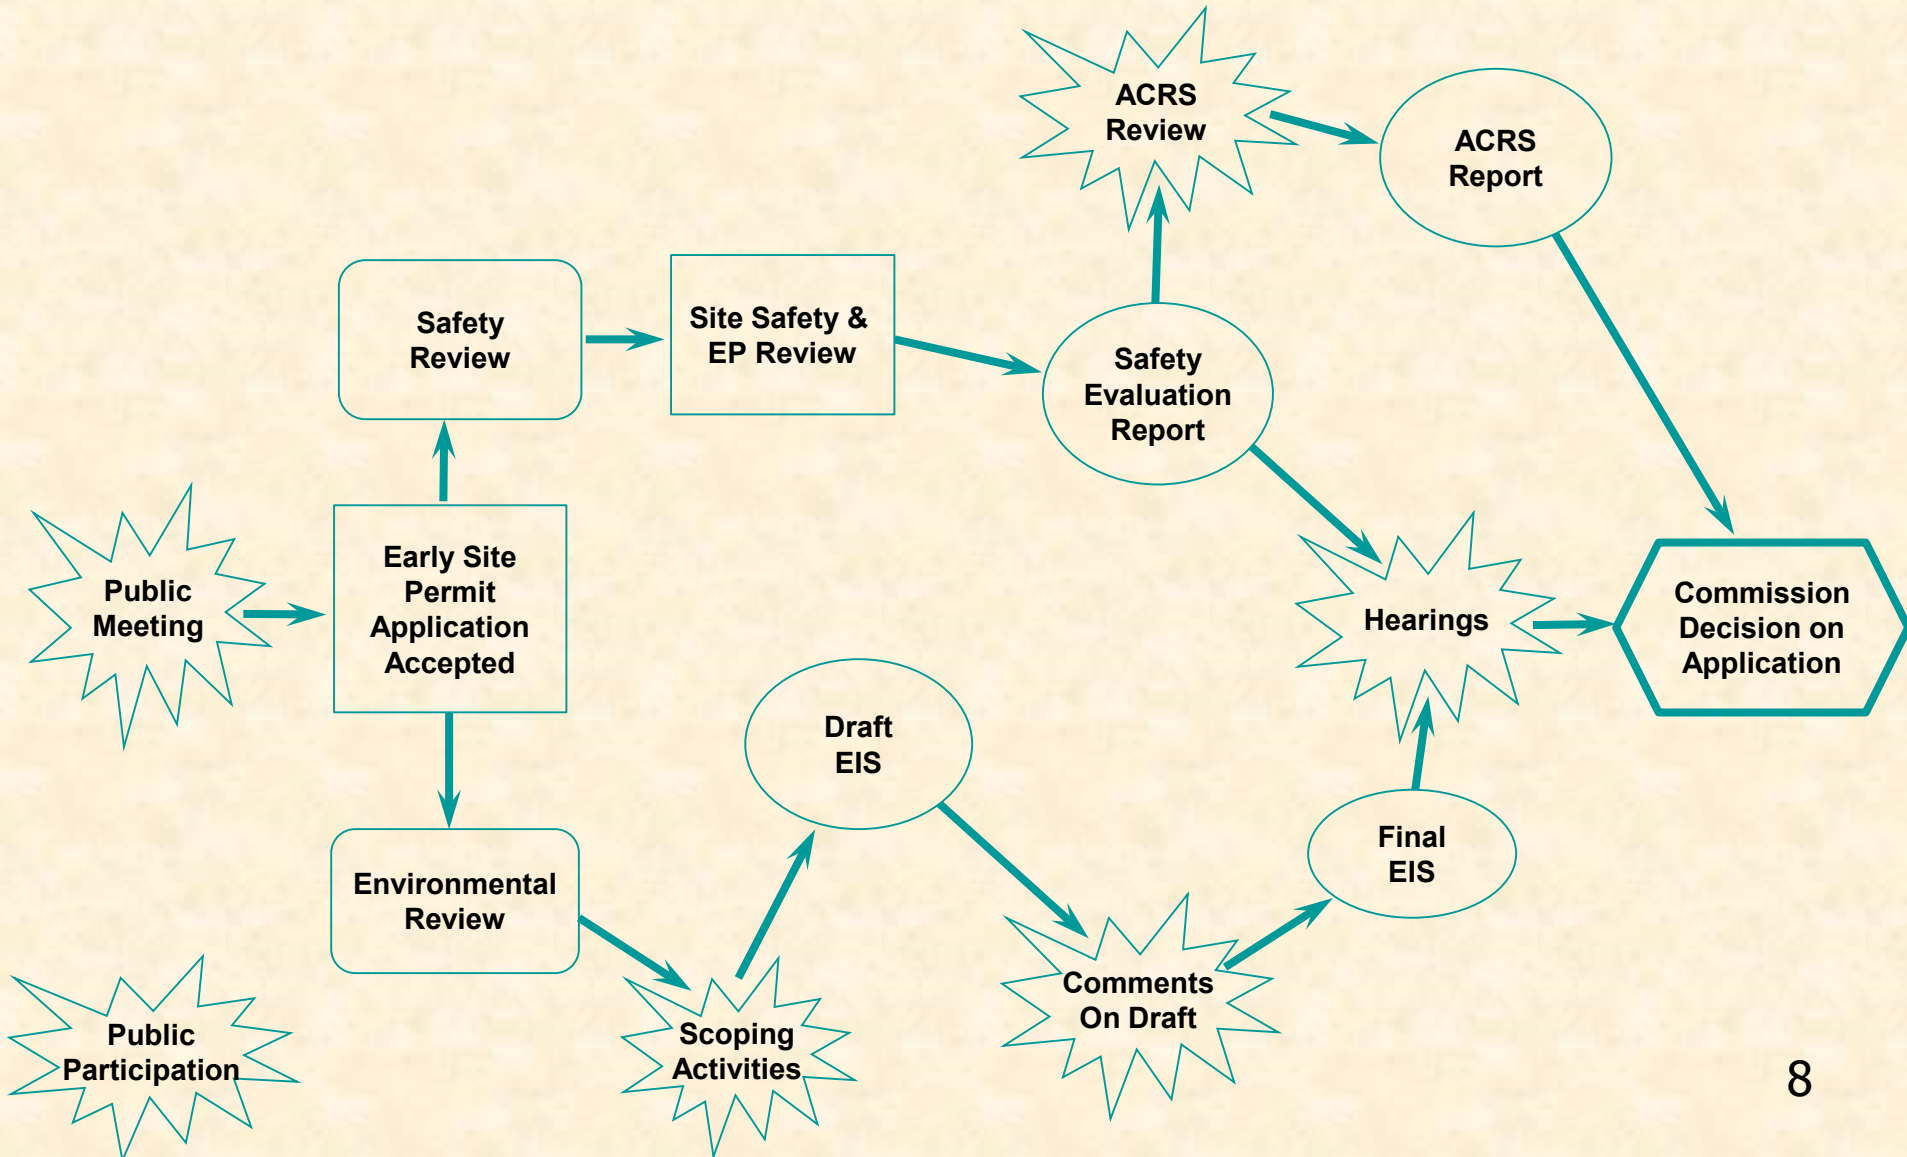 ACRS
Review
ACRS
Report
Safety
Review
Site Safety &
EP Review
Safety
Evaluation
Report
Public
Meeting
Early Site
Permit
Application
Accepted
Hearings
Commission
Decision on
Application
Draft
EIS
Final
EIS
Environmental
Review
Comments
On Draft
Public
Participation
Scoping
Activities
8